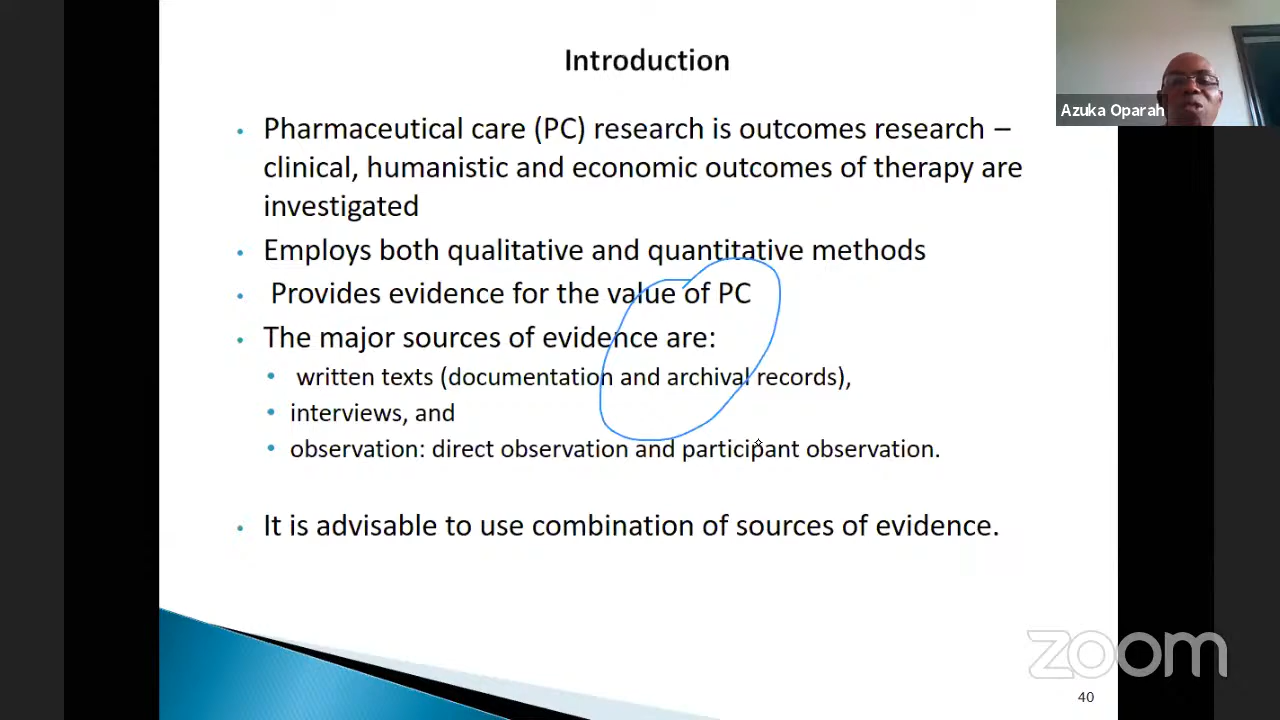 Introduction
Azuka Oparah
• Pharmaceutical care (PC) research is outcomes research –
clinical, humanistic and economic outcomes of therapy are
investigated
• Employs both qualitative and quantitative methods
• Provides evidence for the value of PC
• The major sources of evidence are:
• written texts (documentation and archival records),
• interviews, and
• observation: direct observation and participant observation.
• It is advisable to use combination of sources of evidence.
zoom
40